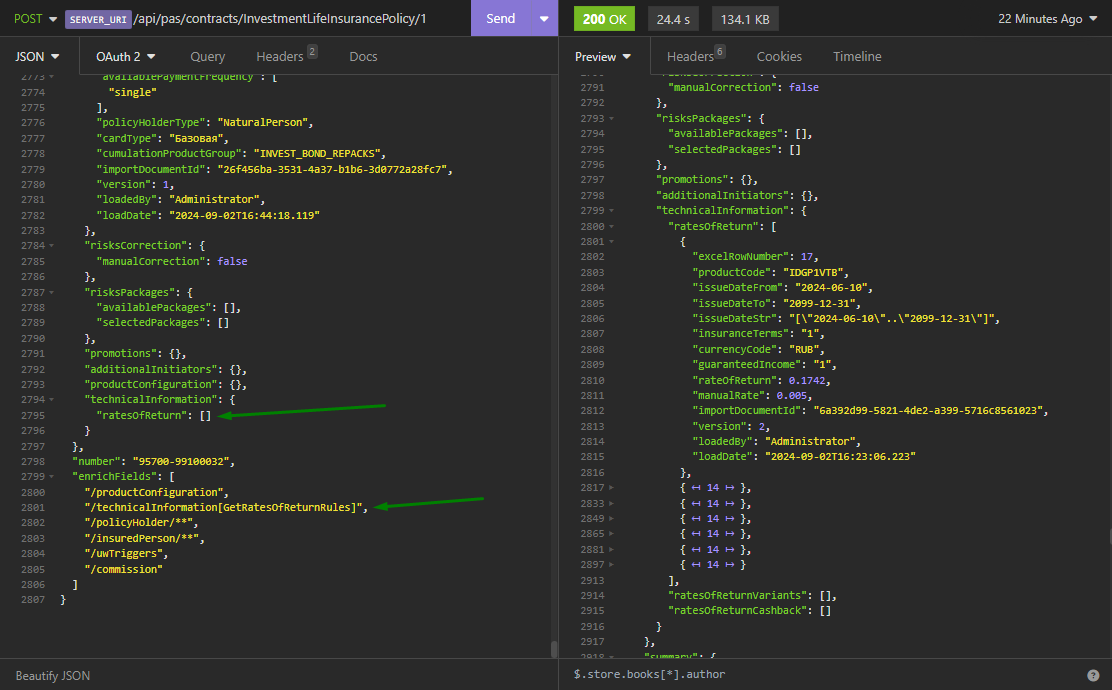 POST SERVER_URI /api/pas/contracts/InvestmentLifeInsurancePolicy/1 Send
200 OK 24.4 s 134.1 KB 22 Minutes Ago
JSON OAuth 2 Query Headers 2 Docs
Preview Headers 6 Cookies Timeline
2773 "availablePaymentFrequency": [
2774 "single"
2775 ],
2776 "policyHolderType": "NaturalPerson",
2777 "cardType": "Базовая",
2778 "cumulationProductGroup": "INVEST_BOND_REPACKS",
2779 "importDocumentId": "26f456ba-3531-4a37-b1b6-3d0772a28fc7",
2780 "version": 1,
2781 "loadedBy": "Administrator",
2782 "loadDate": "2024-09-02T16:44:18.119"
2783 },
2784 "risksCorrection": {
2785 "manualCorrection": false
2786 },
2787 "risksPackages": {
2788 "availablePackages": [],
2789 "selectedPackages": []
2790 },
2791 "promotions": {},
2792 "additionalInitiators": {},
2793 "productConfiguration": {},
2794 "technicalInformation": {
2795 "ratesOfReturn": []
2796 }
2797 },
2798 "number": "95700-99100032",
2799 "enrichFields": [
2800 "/productConfiguration",
2801 "/technicalInformation[GetRatesOfReturnRules]",
2802 "/policyHolder/**",
2803 "/insuredPerson/**",
2804 "/uwTriggers",
2805 "/commission"
2806 ]
2807 }
Beautify JSON
2791 "manualCorrection": false
2792 },
2793 "risksPackages": {
2794 "availablePackages": [],
2795 "selectedPackages": []
2796 },
2797 "promotions": {},
2798 "additionalInitiators": {},
2799 "technicalInformation": {
2800 "ratesOfReturn": [
2801 {
2802 "excelRowNumber": 17,
2803 "productCode": "IDGP1VTB",
2804 "issueDateFrom": "2024-06-10",
2805 "issueDateTo": "2099-12-31",
2806 "issueDateStr": "[\"2024-06-10\"..\"2099-12-31\"]",
2807 "insuranceTerms": "1",
2808 "currencyCode": "RUB",
2809 "guaranteedIncome": "1",
2810 "rateOfReturn": 0.1742,
2811 "manualRate": 0.005,
2812 "importDocumentId": "6a392d99-5821-4de2-a399-5716c8561023",
2813 "version": 2,
2814 "loadedBy": "Administrator",
2815 "loadDate": "2024-09-02T16:23:06.223"
2816 },
2817 { ↤ 14 ↦ },
2833 { ↤ 14 ↦ },
2849 { ↤ 14 ↦ },
2865 { ↤ 14 ↦ },
2881 { ↤ 14 ↦ },
2897 { ↤ 14 ↦ }
2913 ],
2914 "ratesOfReturnVariants": [],
2915 "ratesOfReturnCashback": []
2916 }
2917 },
2918 "summary": {
$.store.books[*].author ?